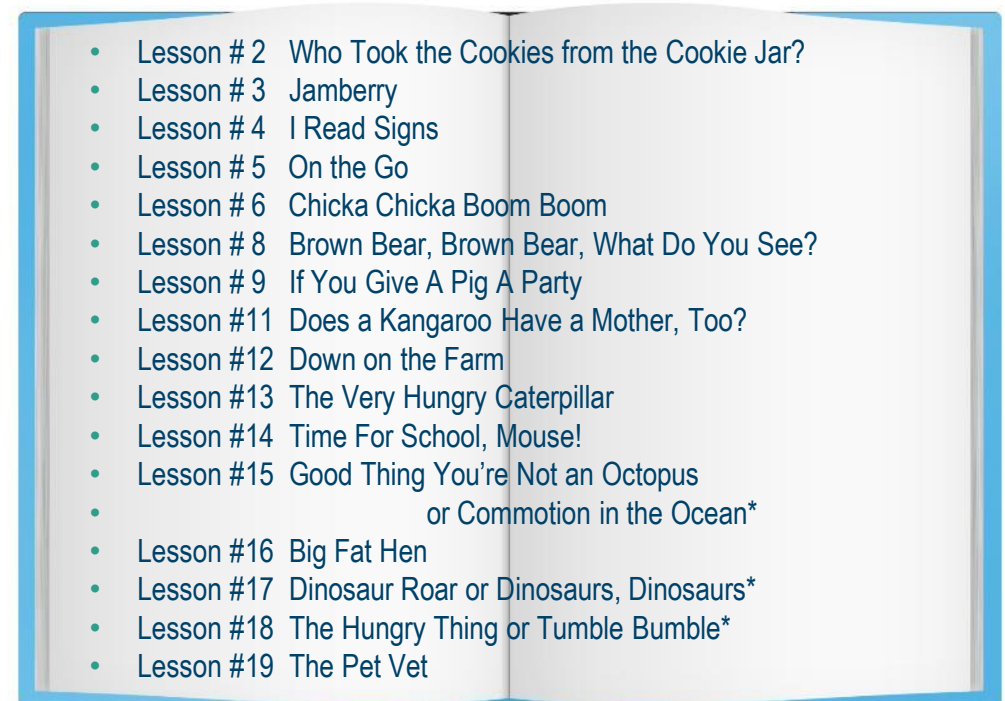 • Lesson # 2 Who Took the Cookies from the Cookie Jar?
• Lesson # 3 Jamberry
• Lesson # 4 I Read Signs
• Lesson # 5 On the Go
• Lesson # 6 Chicka Chicka Boom Boom
• Lesson # 8 Brown Bear, Brown Bear, What Do You See?
• Lesson # 9 If You Give A Pig A Party
• Lesson #11 Does a Kangaroo Have a Mother, Too?
• Lesson #12 Down on the Farm
• Lesson #13 The Very Hungry Caterpillar
• Lesson #14 Time For School, Mouse!
• Lesson #15 Good Thing You’re Not an Octopus
• or Commotion in the Ocean*
• Lesson #16 Big Fat Hen
• Lesson #17 Dinosaur Roar or Dinosaurs, Dinosaurs*
• Lesson #18 The Hungry Thing or Tumble Bumble*
• Lesson #19 The Pet Vet